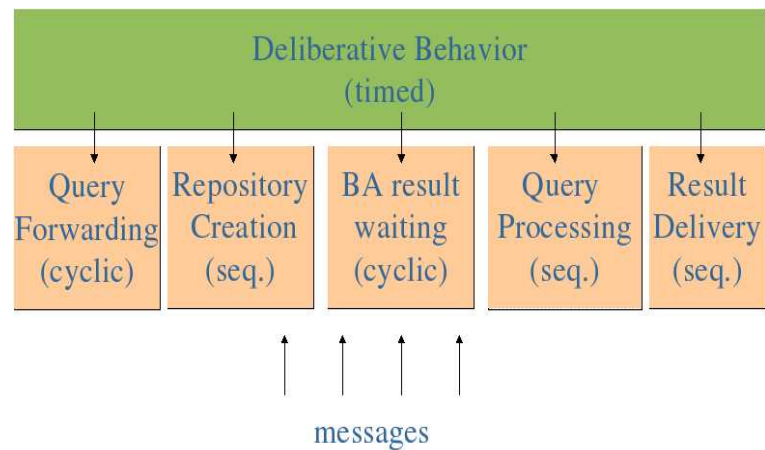 Deliberative Behavior
(timed)
Query
Forwarding
(cyclic)
Repository
Creation
(seq.)
BA result
waiting
(cyclic)
Query
Processing
(seq.)
Result
Delivery
(seq.)
messages